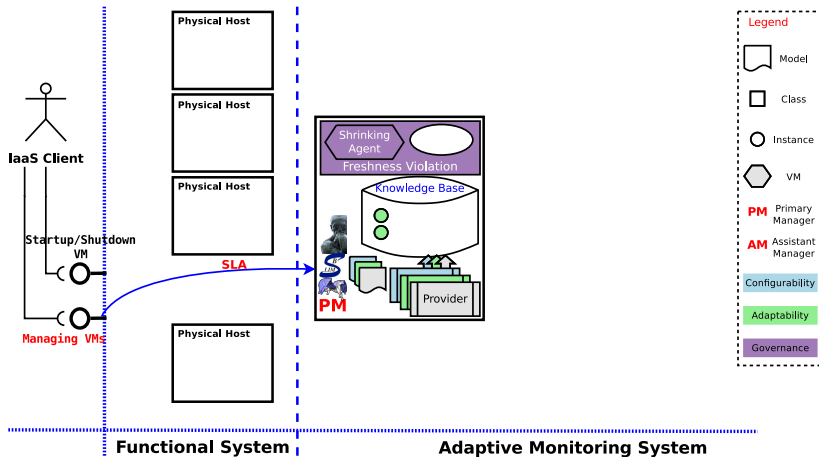 Physical Host
Physical Host
Physical Host
Physical Host
IaaS Client
Startup/Shutdown
VM
Managing VMs
SLA
Shrinking
Agent
Freshness Violation
Knowledge Base
PM
Provider
Functional System
Adaptive Monitoring System
Legend
Model
Class
Instance
VM
PM Primary
Manager
AM Assistant
Manager
Configurability
Adaptability
Governance